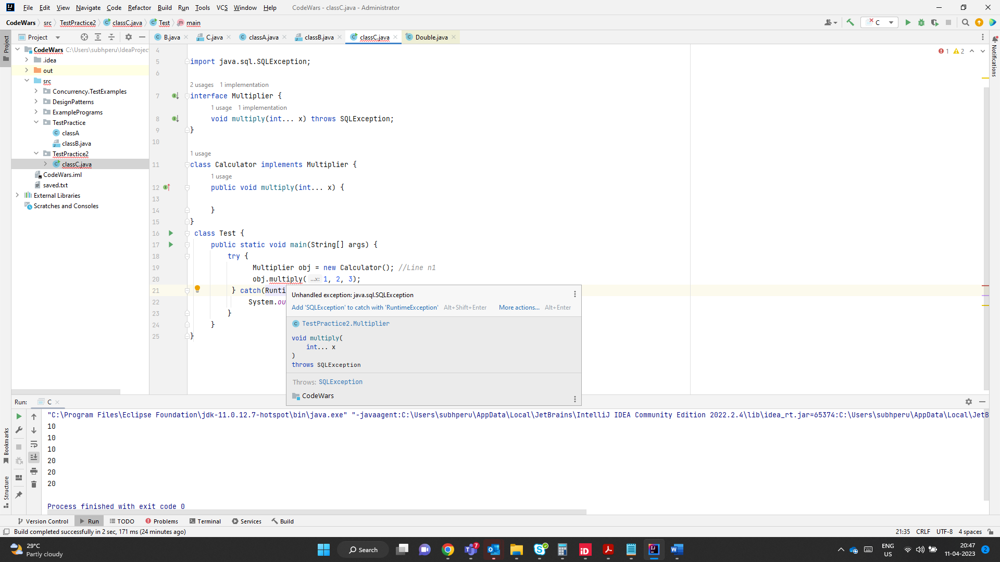 File Edit View Navigate Code Refactor Build Run Tools VCS Window Help CodeWars - classC.java - Administrator
CodeWars src TestPractice2 classC.java Test main C
Project B.java C.java classA.java classB.java classC.java Double.java
Project
Notifications
CodeWars C:\Users\subhperu\IdeaProjec
.idea
out
src
Concurrency.TestExamples
DesignPatterns
ExamplePrograms
TestPractice
classA
classB.java
TestPractice2
classC.java
CodeWars.iml
saved.txt
External Libraries
Scratches and Consoles
1 2
4
5 import java.sql.SQLException;
6
2 usages 1 implementation
7 interface Multiplier {
1 usage 1 implementation
8 void multiply(int... x) throws SQLException;
9 }
10
1 usage
11 class Calculator implements Multiplier {
1 usage
12 public void multiply(int... x) {
13
14 }
15 }
16 class Test {
17 public static void main(String[] args) {
18 try {
19 Multiplier obj = new Calculator(); //Line n1
20 obj.multiply( ...x: 1, 2, 3);
21 } catch(Runti
22 System.ou
23 }
24 }
25 }
Unhandled exception: java.sql.SQLException
Add 'SQLException' to catch with 'RuntimeException' Alt+Shift+Enter More actions... Alt+Enter
TestPractice2.Multiplier
void multiply(
int... x
)
throws SQLException
Throws: SQLException
CodeWars
Run: C
"C:\Program Files\Eclipse Foundation\jdk-11.0.12.7-hotspot\bin\java.exe" "-javaagent:C:\Users\subhperu\AppData\Local\JetBrains\IntelliJ IDEA Community Edition 2022.2.4\lib\idea_rt.jar=65374:C:\Users\subhperu\AppData\Local\JetB
10
10
10
20
20
20
Process finished with exit code 0
Bookmarks
Structure
Version Control Run TODO Problems Terminal Services Build
Build completed successfully in 2 sec, 171 ms (24 minutes ago) 21:35 CRLF UTF-8 4 spaces
29°C
Partly cloudy
Search
7
iD
ENG
US
20:47
11-04-2023
2